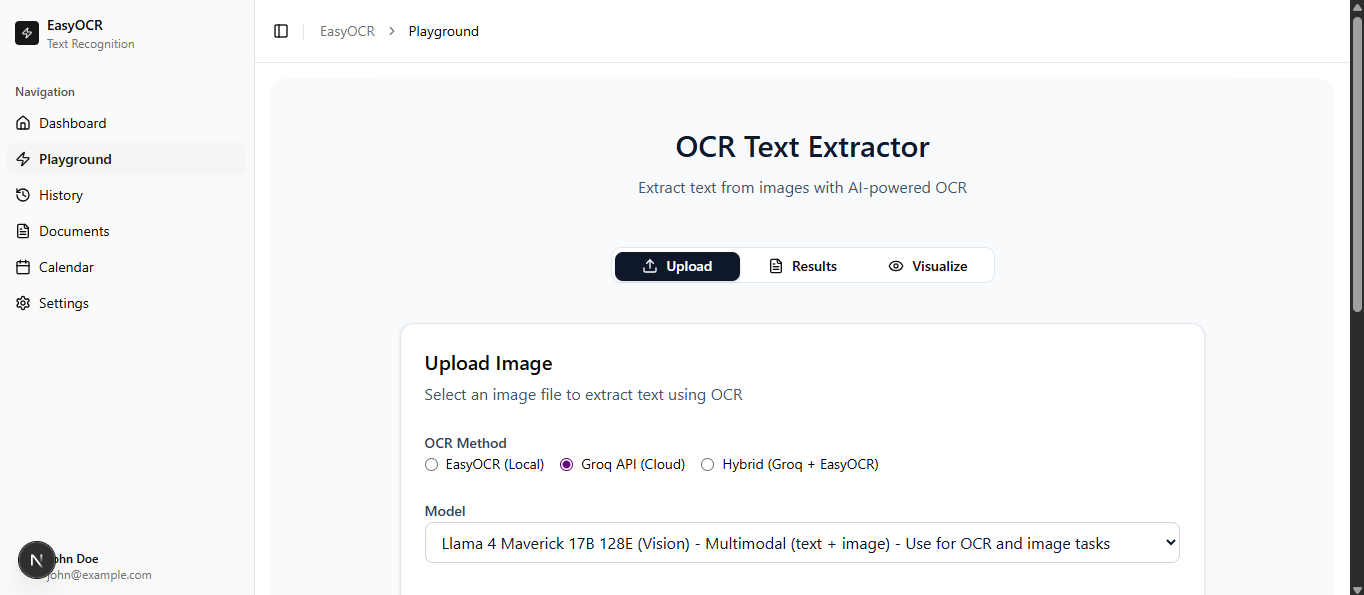 EasyOCR
Text Recognition
Navigation
Dashboard
Playground
History
Documents
Calendar
Settings
N
ohn Doe
john@example.com
EasyOCR > Playground
OCR Text Extractor
Extract text from images with AI-powered OCR
Upload Results Visualize
Upload Image
Select an image file to extract text using OCR
OCR Method
EasyOCR (Local) Groq API (Cloud) Hybrid (Groq + EasyOCR)
Model
Llama 4 Maverick 17B 128E (Vision) - Multimodal (text + image) - Use for OCR and image tasks